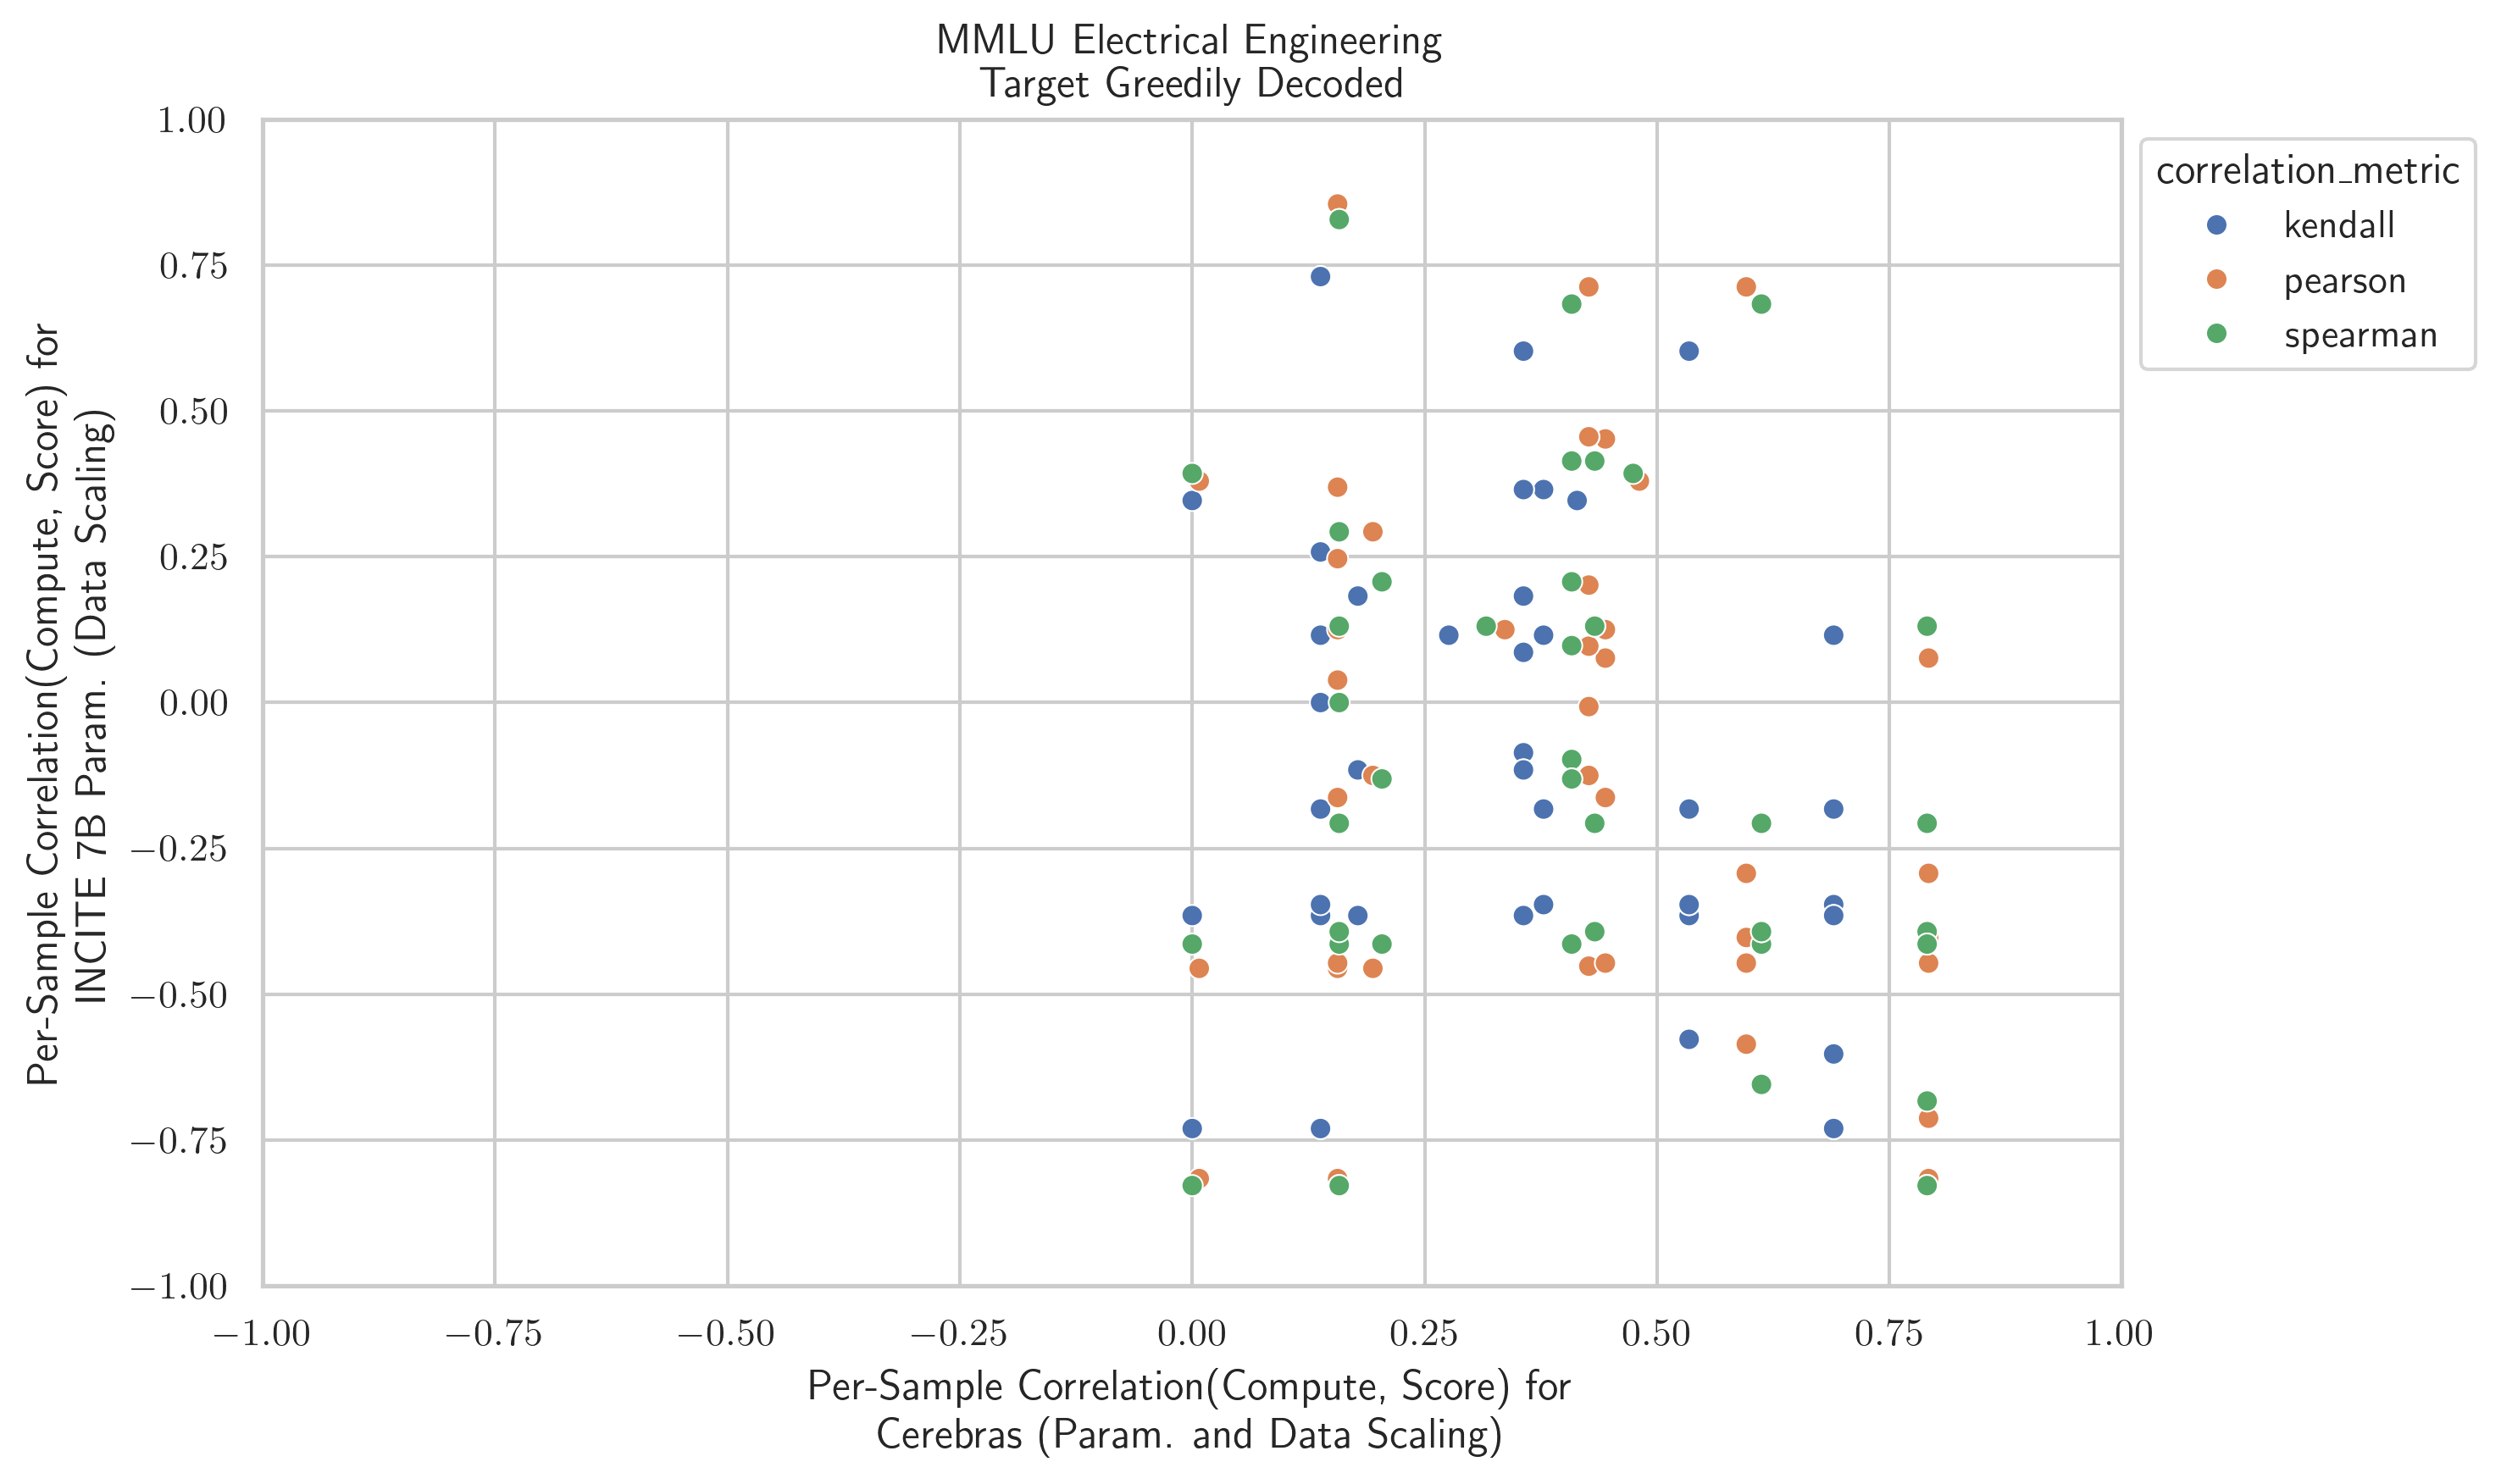 MMLU Electrical Engineering
Target Greedily Decoded
Per-Sample Correlation(Compute, Score) for
INCITE 7B Param. (Data Scaling)
1.00
0.75
0.50
0.25
0.00
−0.25
−0.50
−0.75
−1.00
−1.00 −0.75 −0.50 −0.25 0.00 0.25 0.50 0.75 1.00
Per-Sample Correlation(Compute, Score) for
Cerebras (Param. and Data Scaling)
correlation_metric
kendall
pearson
spearman